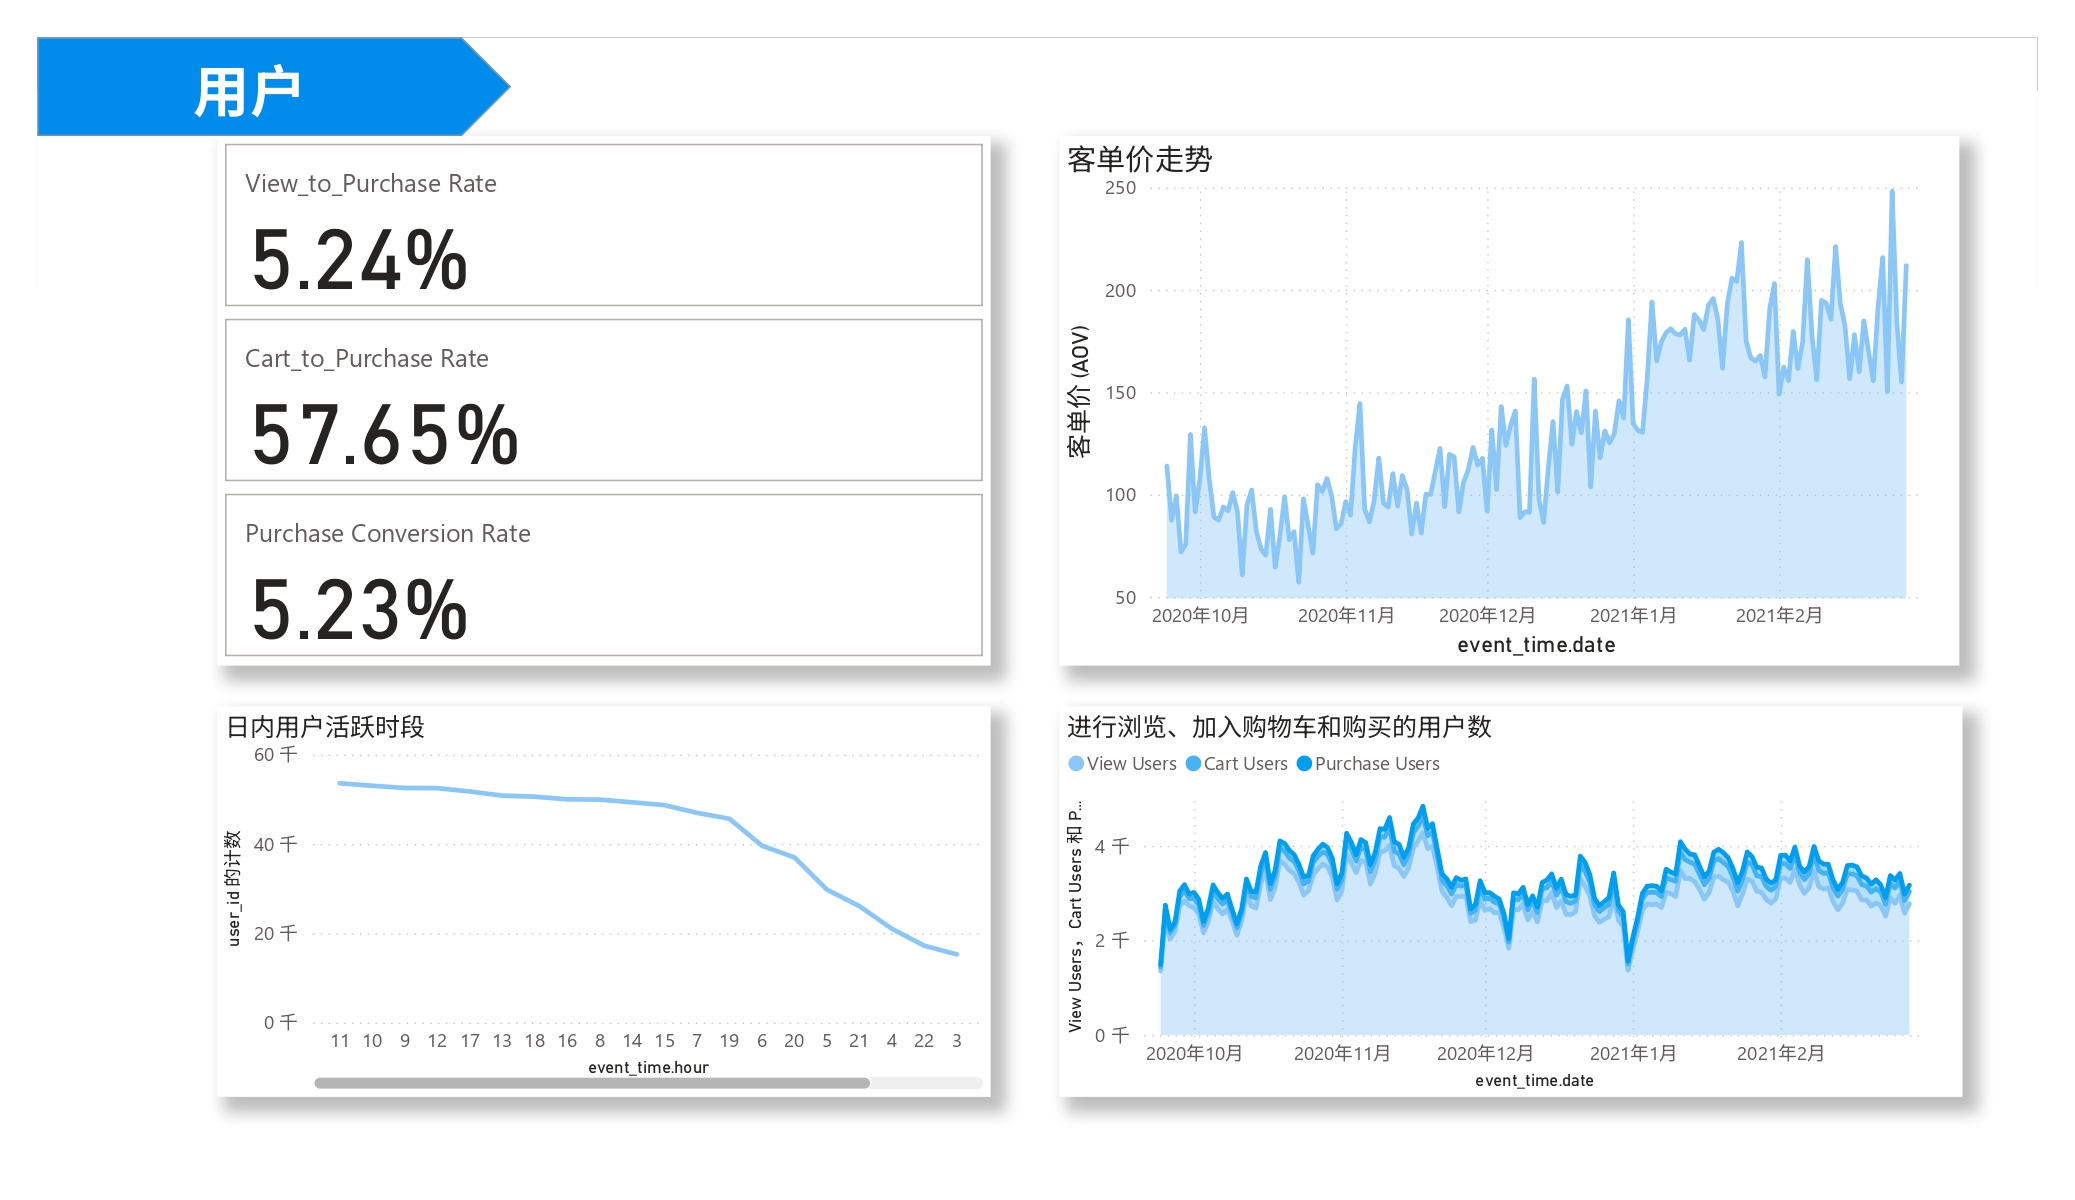 用户
View_to_Purchase Rate
5.24%
Cart_to_Purchase Rate
57.65%
Purchase Conversion Rate
5.23%
客单价走势
客单价 (AOV)
250
200
150
100
50
2020年10月 2020年11月 2020年12月 2021年1月 2021年2月
event_time.date
日内用户活跃时段
user_id 的计数
60 千
40 千
20 千
0 千
11 10 9 12 17 13 18 16 8 14 15 7 19 6 20 5 21 4 22 3
event_time.hour
进行浏览、加入购物车和购买的用户数
View Users Cart Users Purchase Users
View Users，Cart Users 和 P...
4 千
2 千
0 千
2020年10月 2020年11月 2020年12月 2021年1月 2021年2月
event_time.date